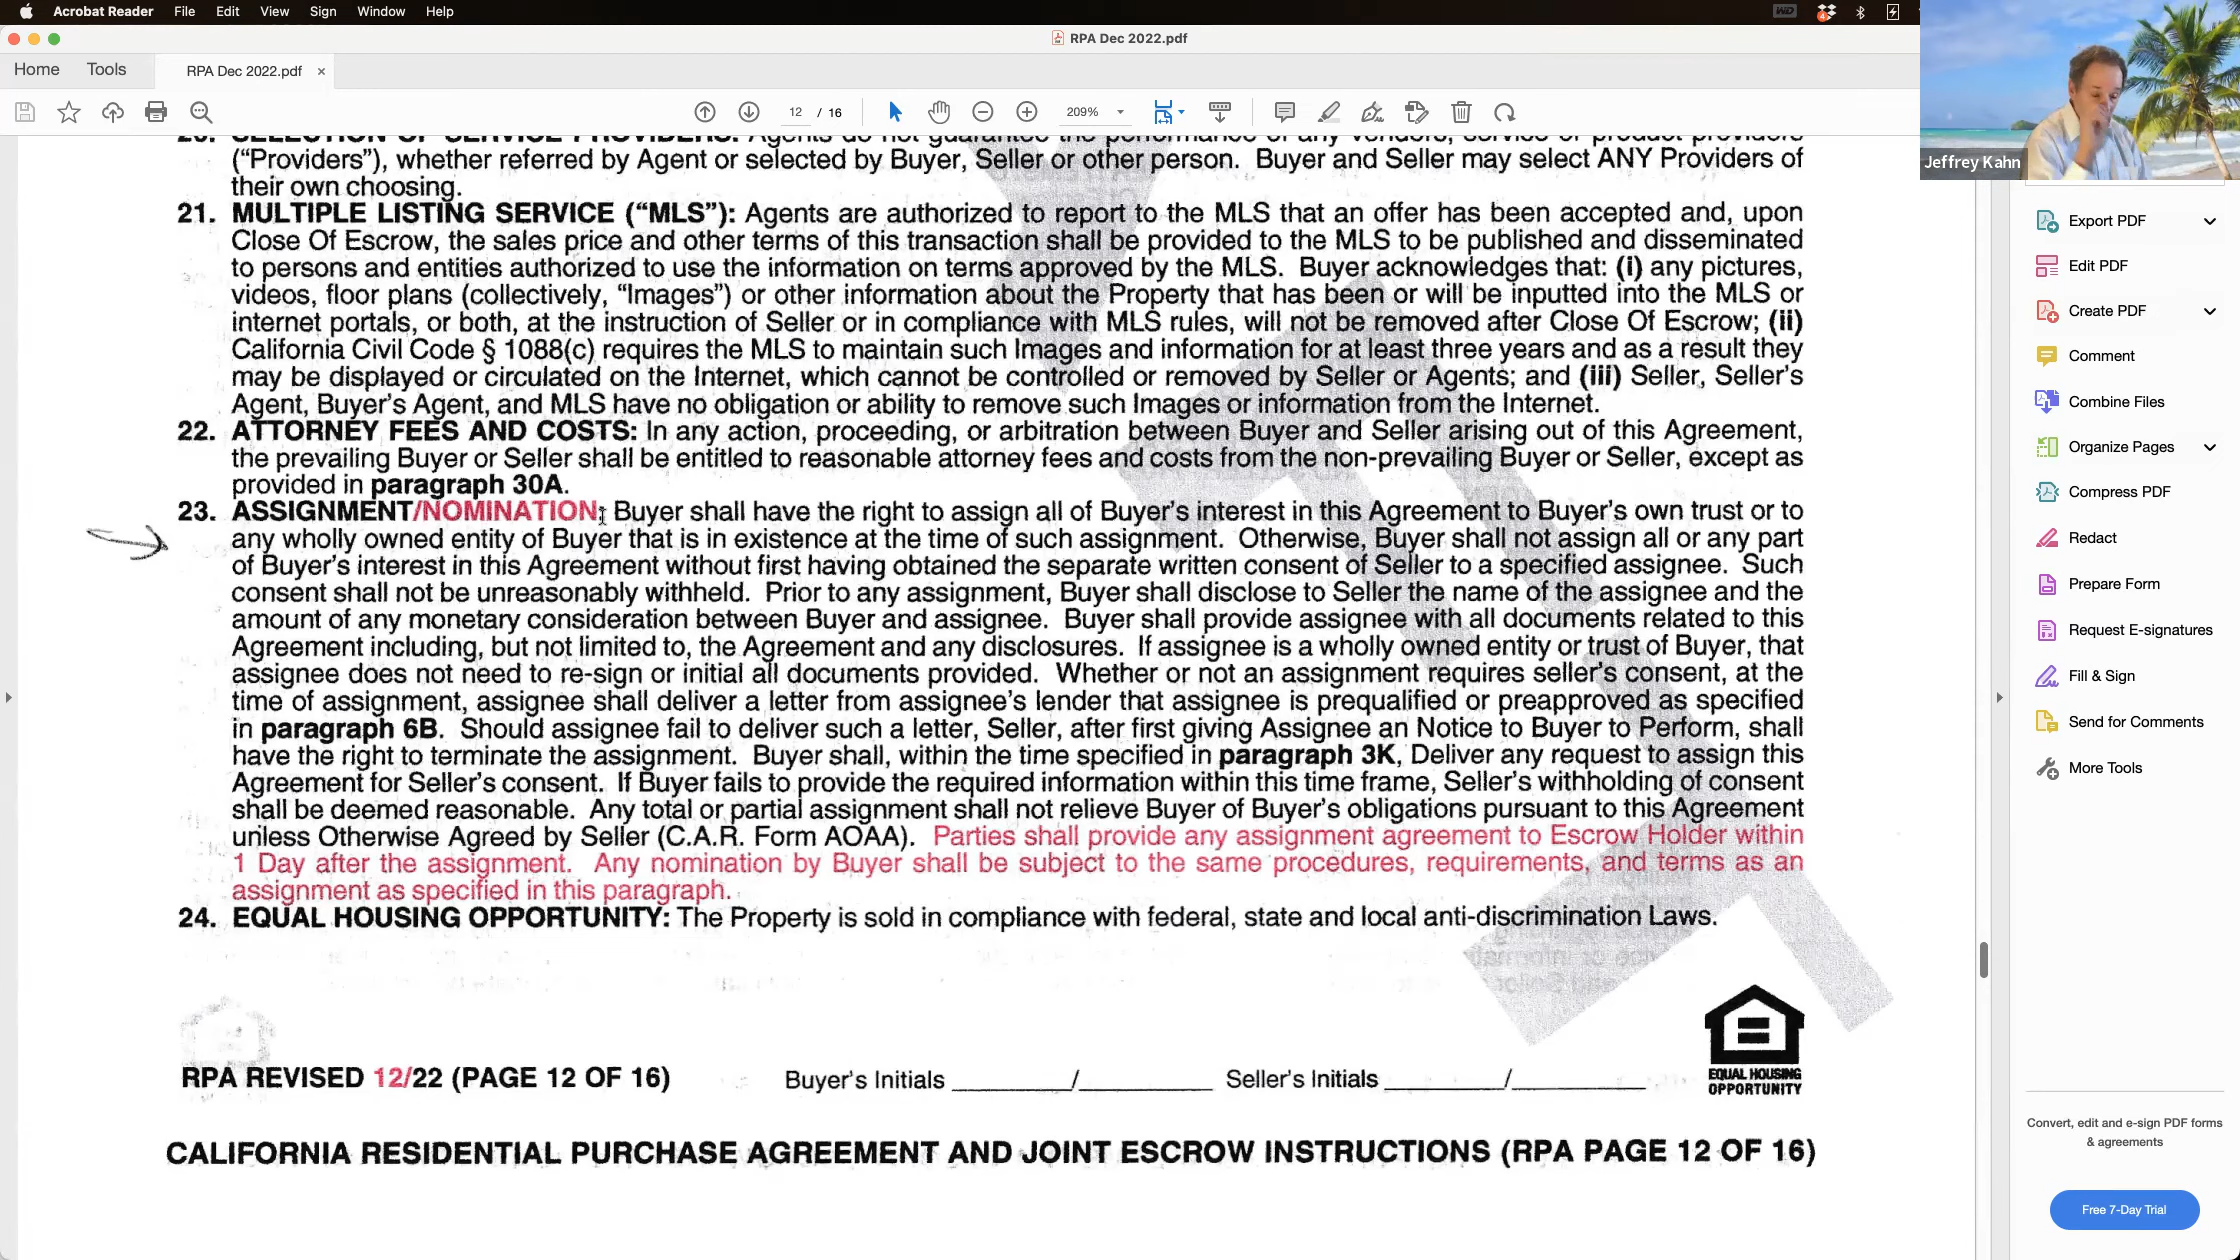 Acrobat Reader File Edit View Sign Window Help
RPA Dec 2022.pdf
Home Tools RPA Dec 2022.pdf ×
12 / 16 209%
Jeffrey Kahn
20. SELECTION OF SERVICE PROVIDERS: Agents do not guarantee the performance of any vendors, service or product providers
(“Providers”), whether referred by Agent or selected by Buyer, Seller or other person. Buyer and Seller may select ANY Providers of
their own choosing.
21. MULTIPLE LISTING SERVICE (“MLS”): Agents are authorized to report to the MLS that an offer has been accepted and, upon
Close Of Escrow, the sales price and other terms of this transaction shall be provided to the MLS to be published and disseminated
to persons and entities authorized to use the information on terms approved by the MLS. Buyer acknowledges that: (i) any pictures,
videos, floor plans (collectively, “Images”) or other information about the Property that has been or will be inputted into the MLS or
internet portals, or both, at the instruction of Seller or in compliance with MLS rules, will not be removed after Close Of Escrow; (ii)
California Civil Code § 1088(c) requires the MLS to maintain such Images and information for at least three years and as a result they
may be displayed or circulated on the Internet, which cannot be controlled or removed by Seller or Agents; and (iii) Seller, Seller’s
Agent, Buyer’s Agent, and MLS have no obligation or ability to remove such Images or information from the Internet.
22. ATTORNEY FEES AND COSTS: In any action, proceeding, or arbitration between Buyer and Seller arising out of this Agreement,
the prevailing Buyer or Seller shall be entitled to reasonable attorney fees and costs from the non-prevailing Buyer or Seller, except as
provided in paragraph 30A.
23. ASSIGNMENT/NOMINATION: Buyer shall have the right to assign all of Buyer’s interest in this Agreement to Buyer’s own trust or to
any wholly owned entity of Buyer that is in existence at the time of such assignment. Otherwise, Buyer shall not assign all or any part
of Buyer’s interest in this Agreement without first having obtained the separate written consent of Seller to a specified assignee. Such
consent shall not be unreasonably withheld. Prior to any assignment, Buyer shall disclose to Seller the name of the assignee and the
amount of any monetary consideration between Buyer and assignee. Buyer shall provide assignee with all documents related to this
Agreement including, but not limited to, the Agreement and any disclosures. If assignee is a wholly owned entity or trust of Buyer, that
assignee does not need to re-sign or initial all documents provided. Whether or not an assignment requires seller’s consent, at the
time of assignment, assignee shall deliver a letter from assignee’s lender that assignee is prequalified or preapproved as specified
in paragraph 6B. Should assignee fail to deliver such a letter, Seller, after first giving Assignee an Notice to Buyer to Perform, shall
have the right to terminate the assignment. Buyer shall, within the time specified in paragraph 3K, Deliver any request to assign this
Agreement for Seller’s consent. If Buyer fails to provide the required information within this time frame, Seller’s withholding of consent
shall be deemed reasonable. Any total or partial assignment shall not relieve Buyer of Buyer’s obligations pursuant to this Agreement
unless Otherwise Agreed by Seller (C.A.R. Form AOAA). Parties shall provide any assignment agreement to Escrow Holder within
1 Day after the assignment. Any nomination by Buyer shall be subject to the same procedures, requirements, and terms as an
assignment as specified in this paragraph.
24. EQUAL HOUSING OPPORTUNITY: The Property is sold in compliance with federal, state and local anti-discrimination Laws.
EQUAL HOUSING
OPPORTUNITY
RPA REVISED 12/22 (PAGE 12 OF 16) Buyer’s Initials ________/________ Seller’s Initials ________/________
CALIFORNIA RESIDENTIAL PURCHASE AGREEMENT AND JOINT ESCROW INSTRUCTIONS (RPA PAGE 12 OF 16)
Export PDF
Edit PDF
Create PDF
Comment
Combine Files
Organize Pages
Compress PDF
Redact
Prepare Form
Request E-signatures
Fill & Sign
Send for Comments
More Tools
Convert, edit and e-sign PDF forms
& agreements
Free 7-Day Trial